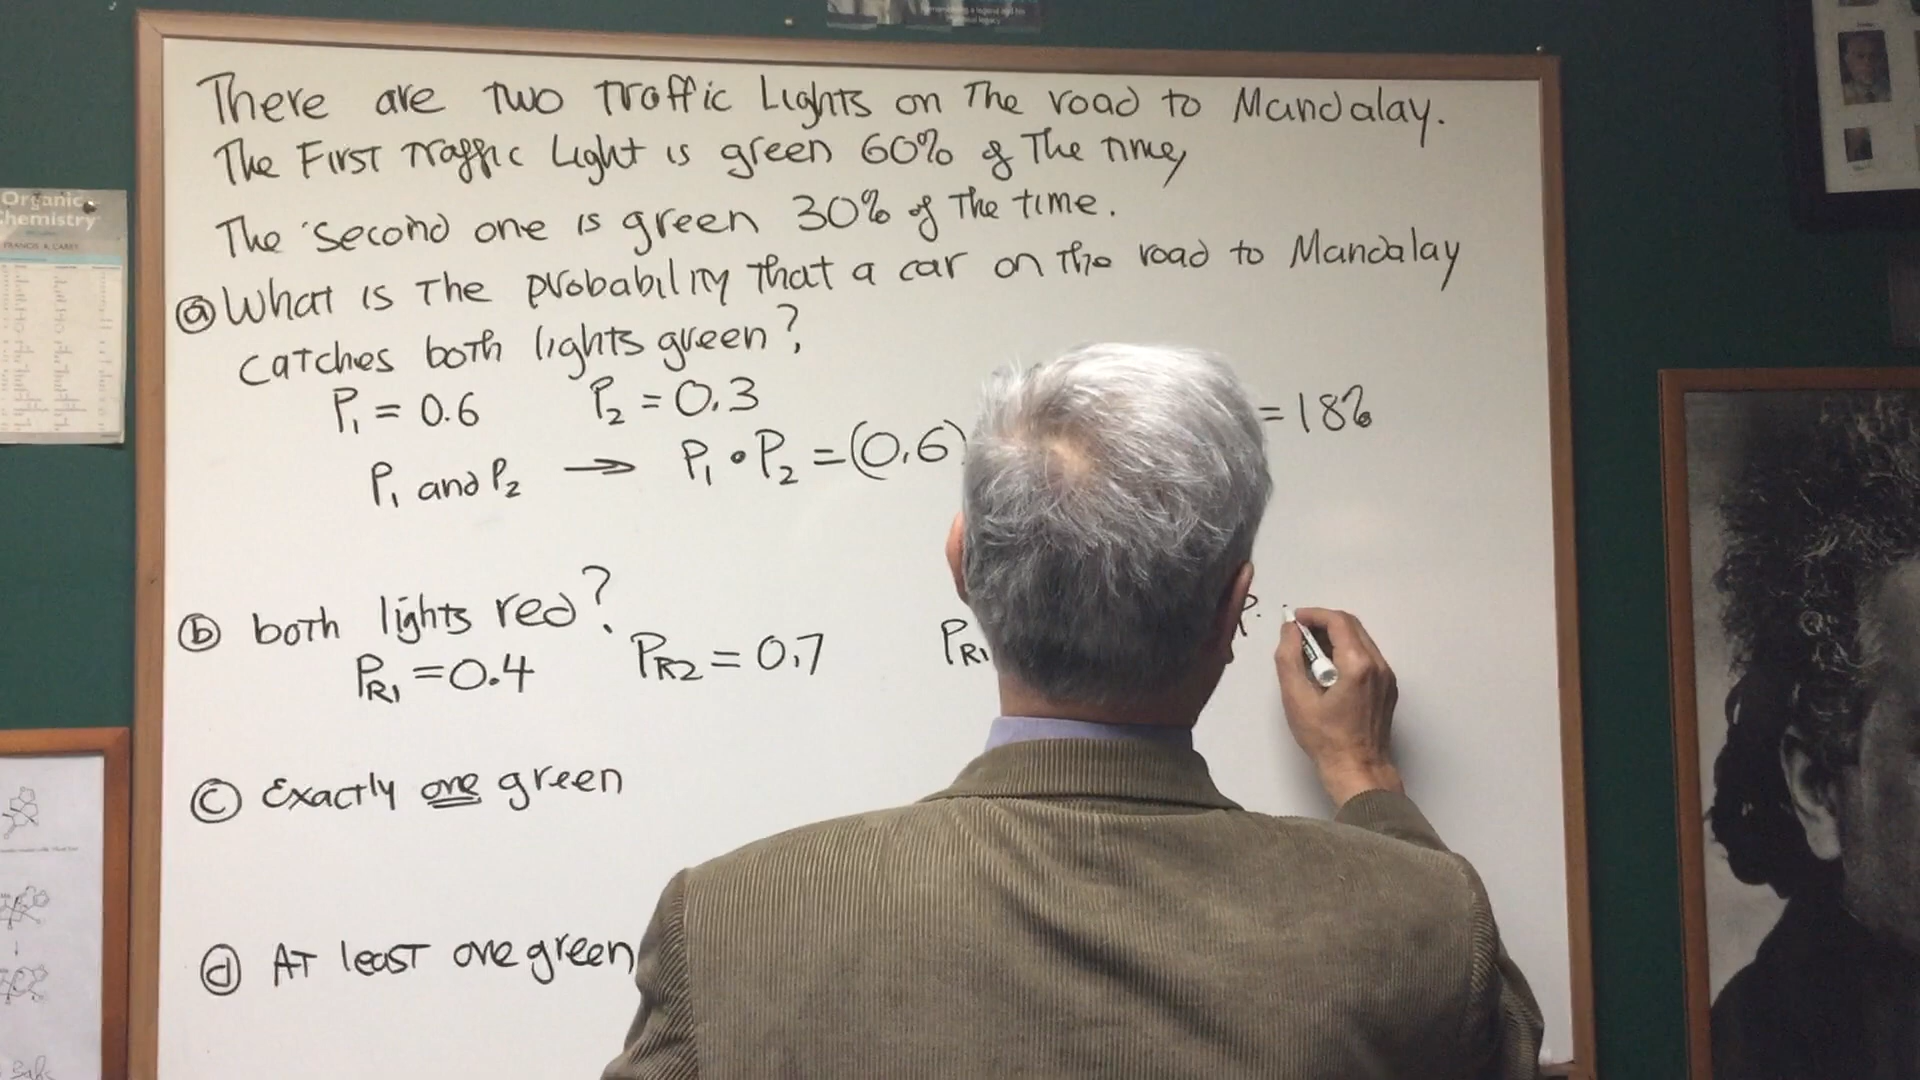 There are two traffic Lights on The road to Mandalay.
The First Traffic Light is green 60% of The Time,
The second one is green 30% of The time.
ⓐ What is The probability that a car on the road to Mandalay
catches both lights green?
P₁ = 0.6 P₂ = 0.3 = 18%
P₁ and P₂ → P₁ • P₂ = (0.6)
ⓑ both lights red?
PR₁ = 0.4 PR2 = 0.7 PR₁
ⓒ Exactly one green
ⓓ AT least one green
Organic
Chemistry
FRANCIS A. CAREY